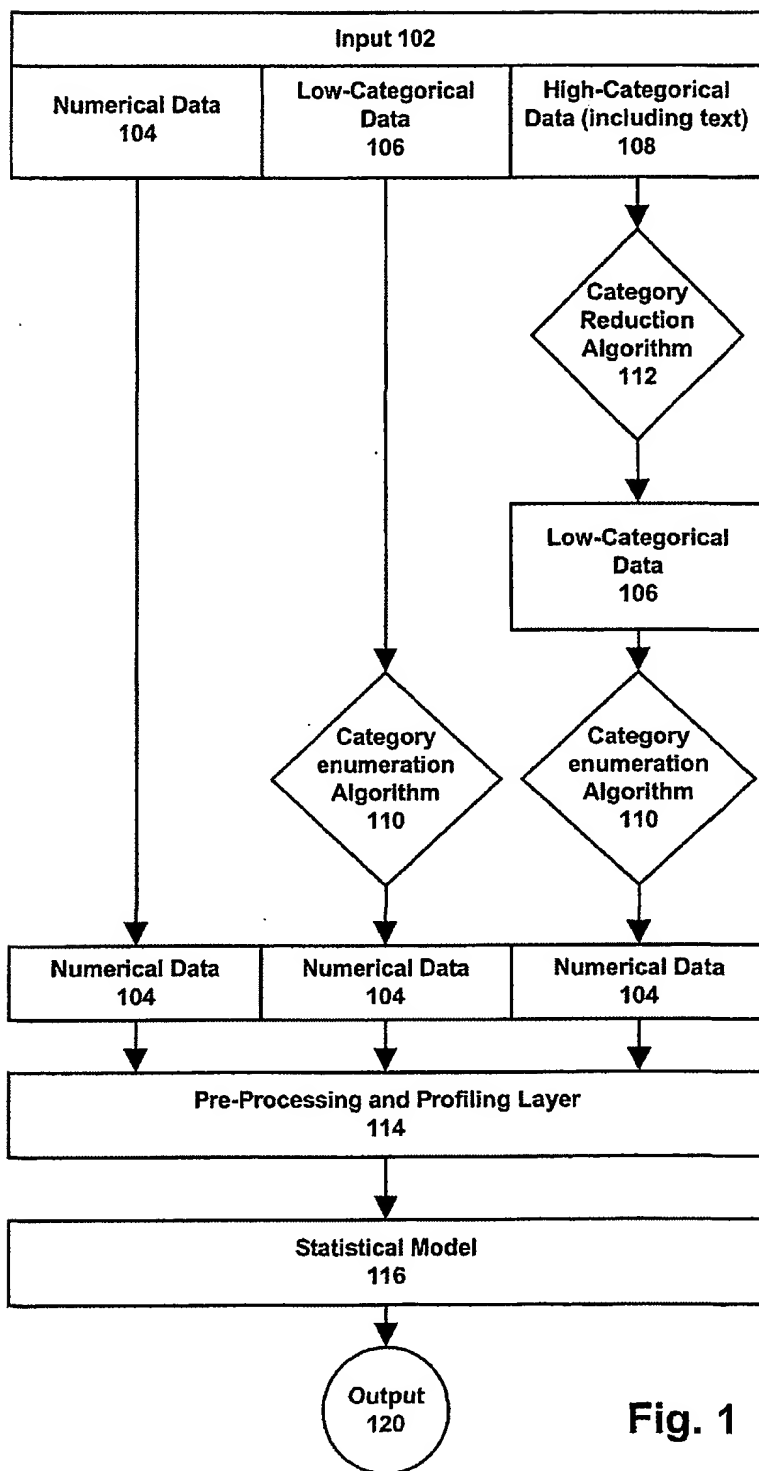 Input 102
Numerical Data
104
Low-Categorical
Data
106
High-Categorical
Data (including text)
108
Category
Reduction
Algorithm
112
Low-Categorical
Data
106
Category
enumeration
Algorithm
110
Category
enumeration
Algorithm
110
Numerical Data
104
Numerical Data
104
Numerical Data
104
Pre-Processing and Profiling Layer
114
Statistical Model
116
Output
120
Fig. 1